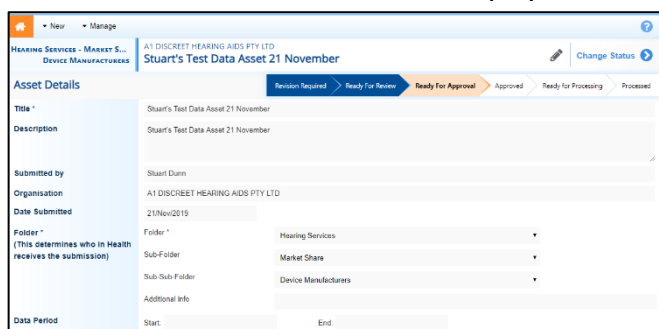 New Manage
HEARING SERVICES - MARKET S...
DEVICE MANUFACTURERS
A1 DISCREET HEARING AIDS PTY LTD
Stuart's Test Data Asset 21 November
Change Status
Asset Details
Revision Required Ready For Review Ready For Approval Approved Ready for Processing Processed
Title * Stuart's Test Data Asset 21 November
Description Stuart's Test Data Asset 21 November
Submitted by Stuart Dunn
Organisation A1 DISCREET HEARING AIDS PTY LTD
Date Submitted 21/Nov/2019
Folder *
(This determines who in Health
receives the submission)
Folder * Hearing Services
Sub-Folder Market Share
Sub-Sub-Folder Device Manufacturers
Additional Info
Data Period Start: End: